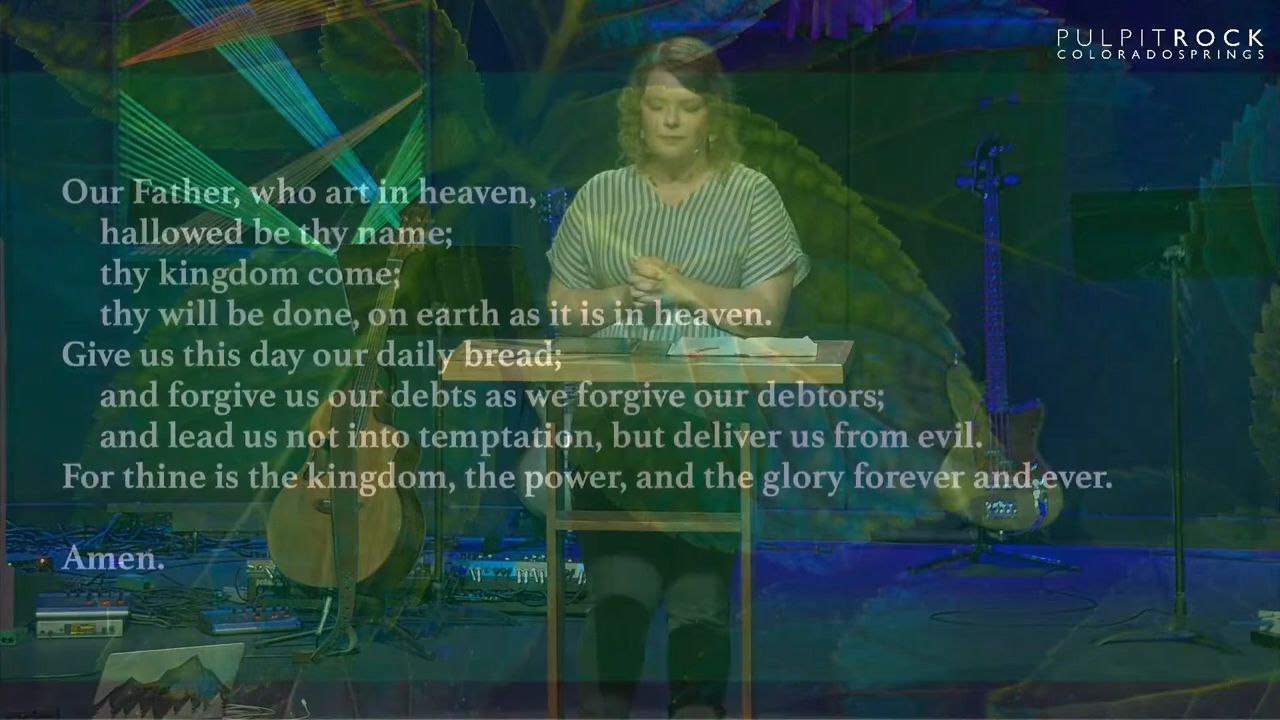 PULPITROCK
COLORADOSPRINGS
Our Father, who art in heaven,
hallowed be thy name;
thy kingdom come;
thy will be done, on earth as it is in heaven.
Give us this day our daily bread;
and forgive us our debts as we forgive our debtors;
and lead us not into temptation, but deliver us from evil.
For thine is the kingdom, the power, and the glory forever and ever.
Amen.